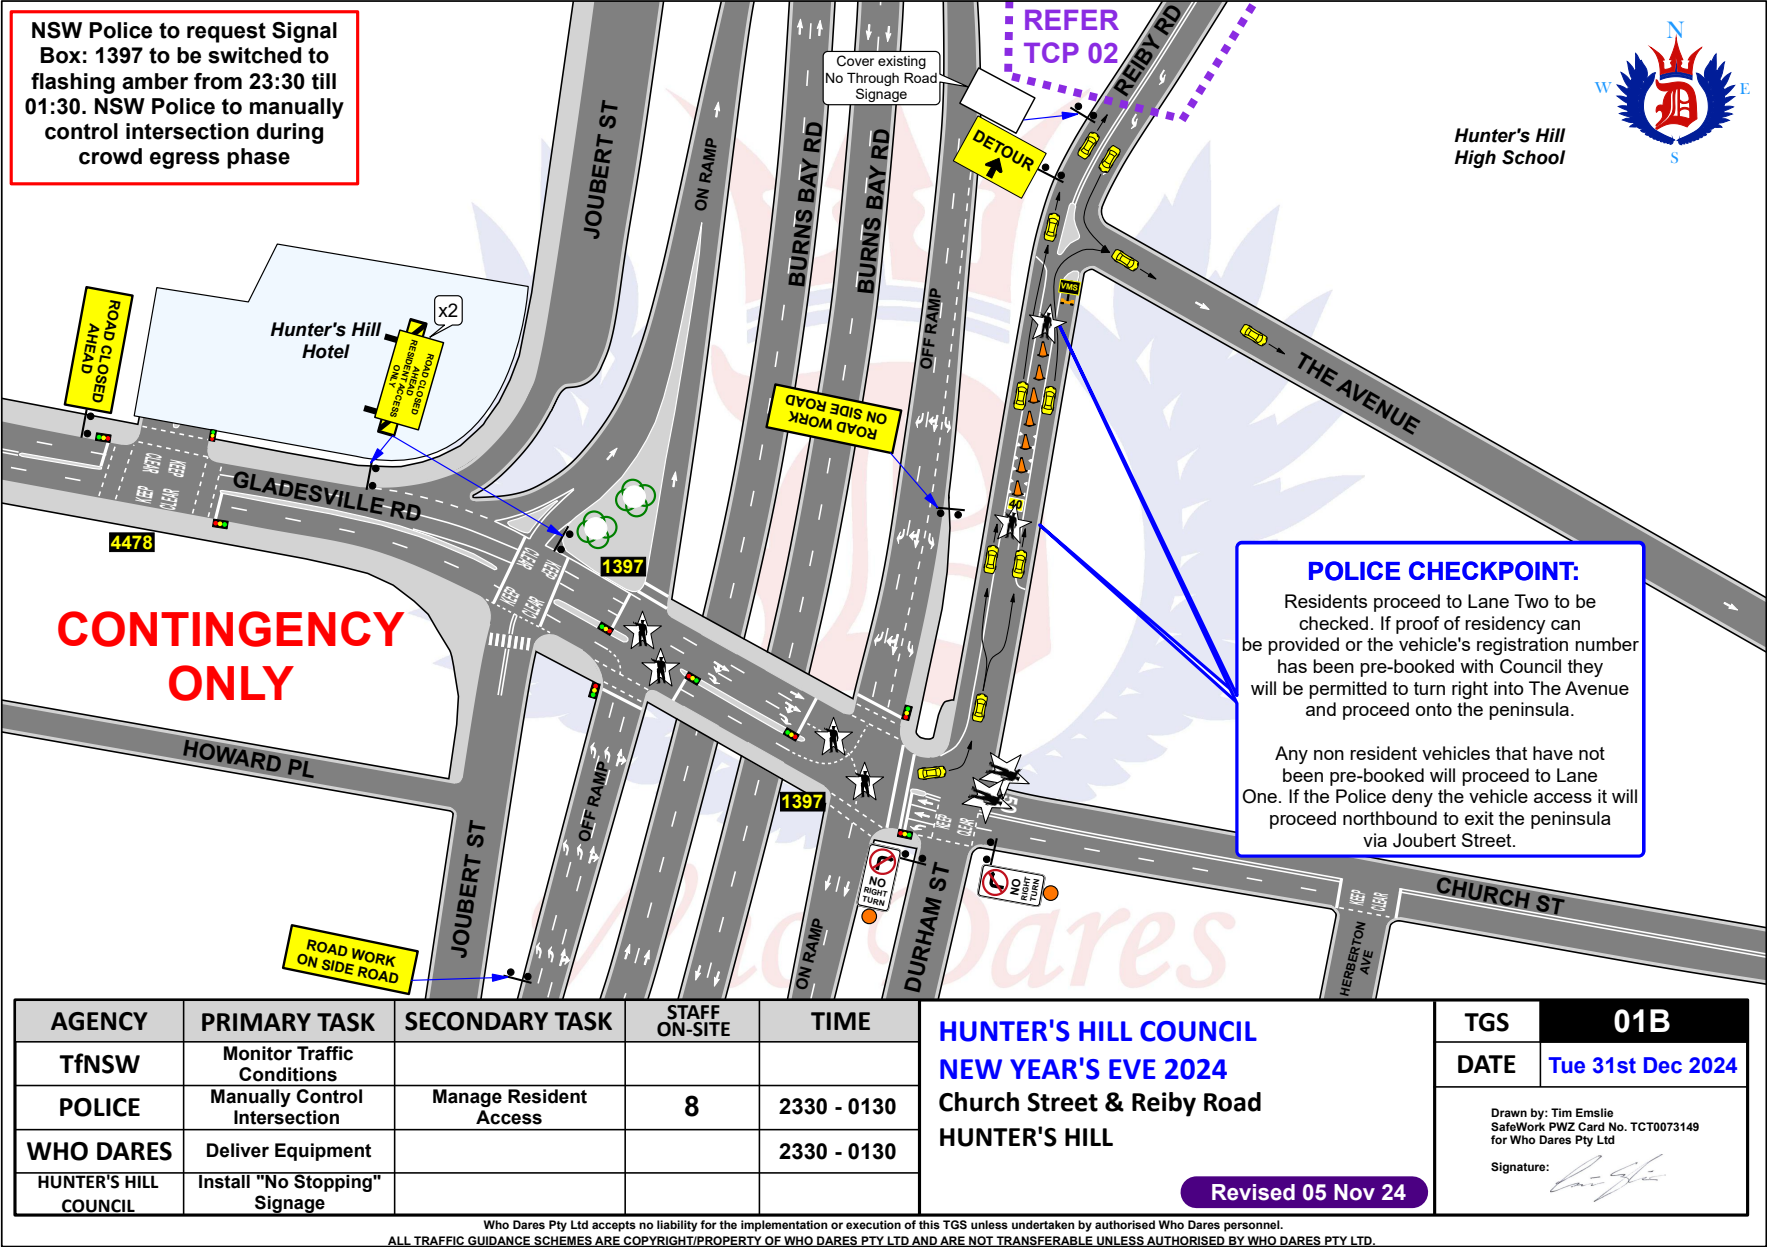 NSW Police to request Signal
Box: 1397 to be switched to
flashing amber from 23:30 till
01:30. NSW Police to manually
control intersection during
crowd egress phase
REFER
TCP 02
Cover existing
No Through Road
Signage
DETOUR
REIBY RD
N
W
E
S
D
Hunter's Hill
High School
JOUBERT ST
ON RAMP
BURNS BAY RD
BURNS BAY RD
OFF RAMP
VMS
THE AVENUE
ROAD CLOSED
AHEAD
Hunter's Hill
Hotel
x2
ROAD CLOSED
AHEAD
RESIDENT ACCESS
ONLY
ROAD WORK
ON SIDE ROAD
40
KEEP
CLEAR
KEEP
CLEAR
GLADESVILLE RD
4478
KEEP
CLEAR
KEEP
CLEAR
1397
CONTINGENCY
ONLY
POLICE CHECKPOINT:
Residents proceed to Lane Two to be
checked. If proof of residency can
be provided or the vehicle's registration number
has been pre-booked with Council they
will be permitted to turn right into The Avenue
and proceed onto the peninsula.
Any non resident vehicles that have not
been pre-booked will proceed to Lane
One. If the Police deny the vehicle access it will
proceed northbound to exit the peninsula
via Joubert Street.
HOWARD PL
OFF RAMP
1397
KEEP
CLEAR
NO
RIGHT
TURN
NO
RIGHT
TURN
JOUBERT ST
ON RAMP
DURHAM ST
CHURCH ST
KEEP
CLEAR
HERBERTON
AVE
ROAD WORK
ON SIDE ROAD
Who Dares
AGENCY PRIMARY TASK SECONDARY TASK STAFF ON-SITE TIME
TfNSW Monitor Traffic Conditions
POLICE Manually Control Intersection Manage Resident Access 8 2330 - 0130
WHO DARES Deliver Equipment 2330 - 0130
HUNTER'S HILL COUNCIL Install "No Stopping" Signage
HUNTER'S HILL COUNCIL
NEW YEAR'S EVE 2024
Church Street & Reiby Road
HUNTER'S HILL
Revised 05 Nov 24
TGS 01B
DATE Tue 31st Dec 2024
Drawn by: Tim Emslie
SafeWork PWZ Card No. TCT0073149
for Who Dares Pty Ltd
Signature:
Who Dares Pty Ltd accepts no liability for the implementation or execution of this TGS unless undertaken by authorised Who Dares personnel.
ALL TRAFFIC GUIDANCE SCHEMES ARE COPYRIGHT/PROPERTY OF WHO DARES PTY LTD AND ARE NOT TRANSFERABLE UNLESS AUTHORISED BY WHO DARES PTY LTD.